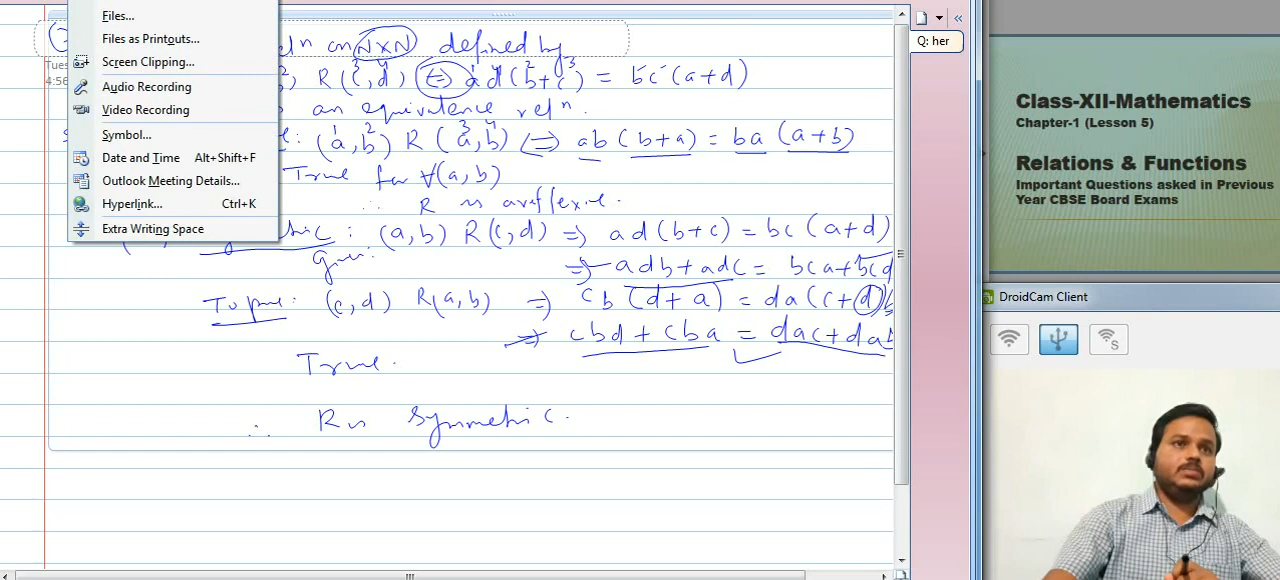 Files...
Files as Printouts...
Screen Clipping...
Audio Recording
Video Recording
Symbol...
Date and Time Alt+Shift+F
Outlook Meeting Details...
Hyperlink... Ctrl+K
Extra Writing Space
Tues
4:56
relⁿ on N×N defined by
R(c,d) ⇔ ad(b+c) = bc(a+d)
an equivalence relⁿ.
: (a,b) R (a,b) ⇔ ab (b+a) = ba (a+b)
True for ∀(a,b)
∴ R is a reflexive.
: (a,b) R(c,d) ⇒ ad(b+c) = bc(a+d)
Given:
⇒ adb + adc = bca + bcd
To prove: (c,d) R(a,b) ⇒ cb (d+a) = da(c+d)b
⇒ cbd + cba = dac + dab
True.
∴ R is Symmetric.
Q: her
Class-XII-Mathematics
Chapter-1 (Lesson 5)
Relations & Functions
Important Questions asked in Previous
Year CBSE Board Exams
DroidCam Client
S